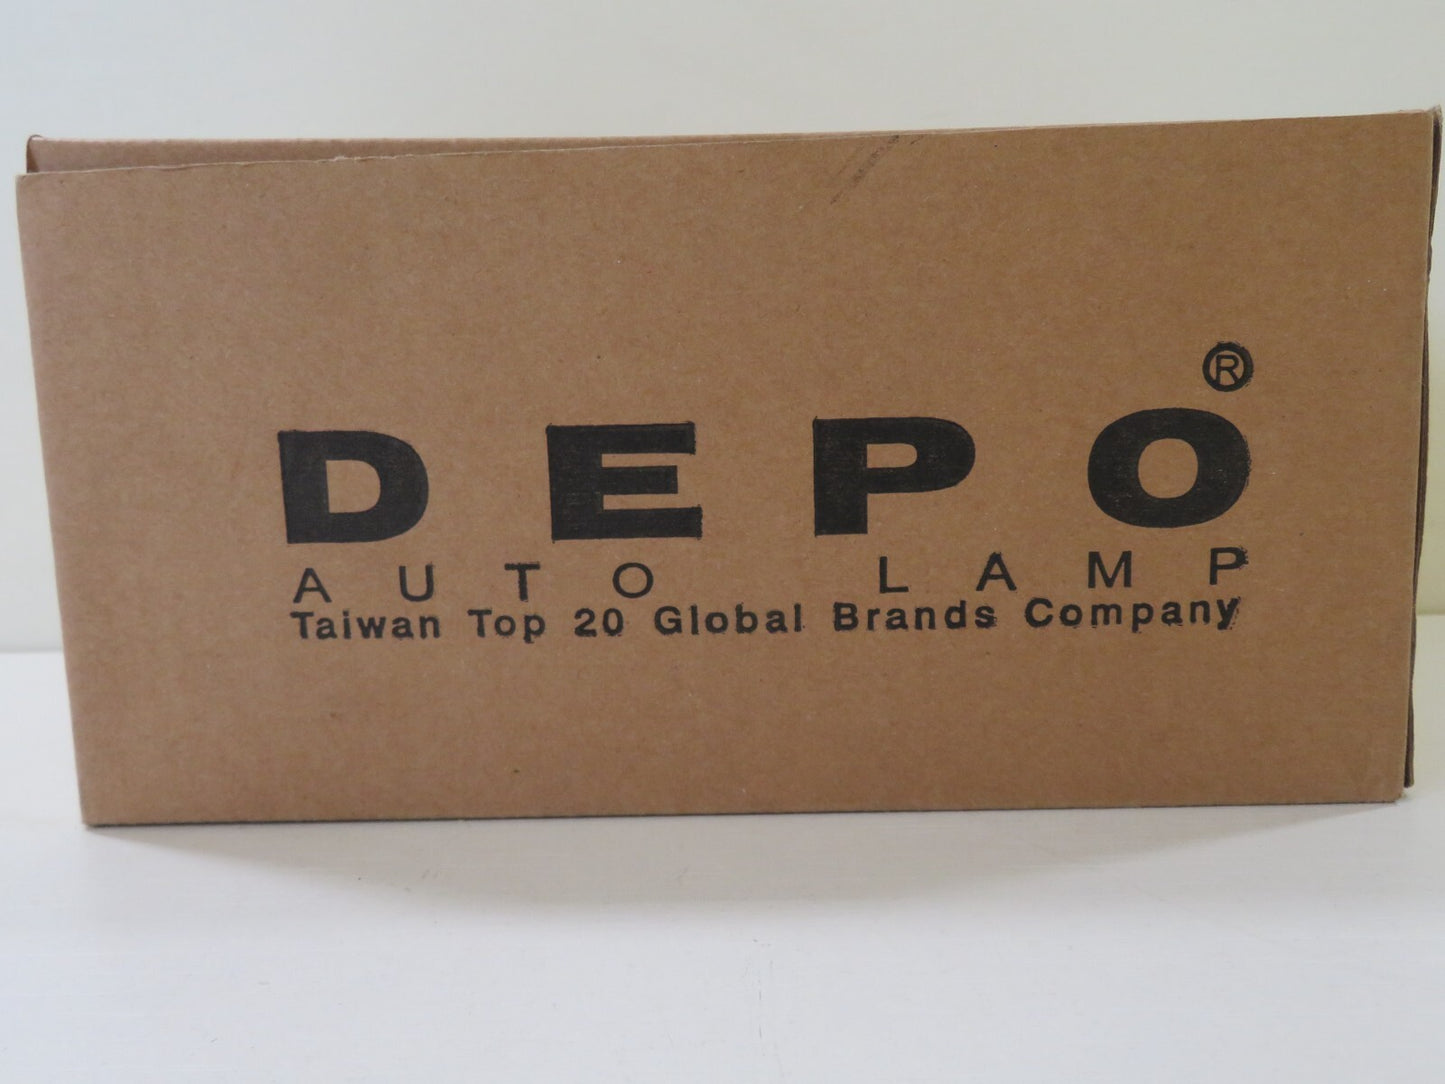 DEPO®
AUTO LAMP
Taiwan Top 20 Global Brands Company